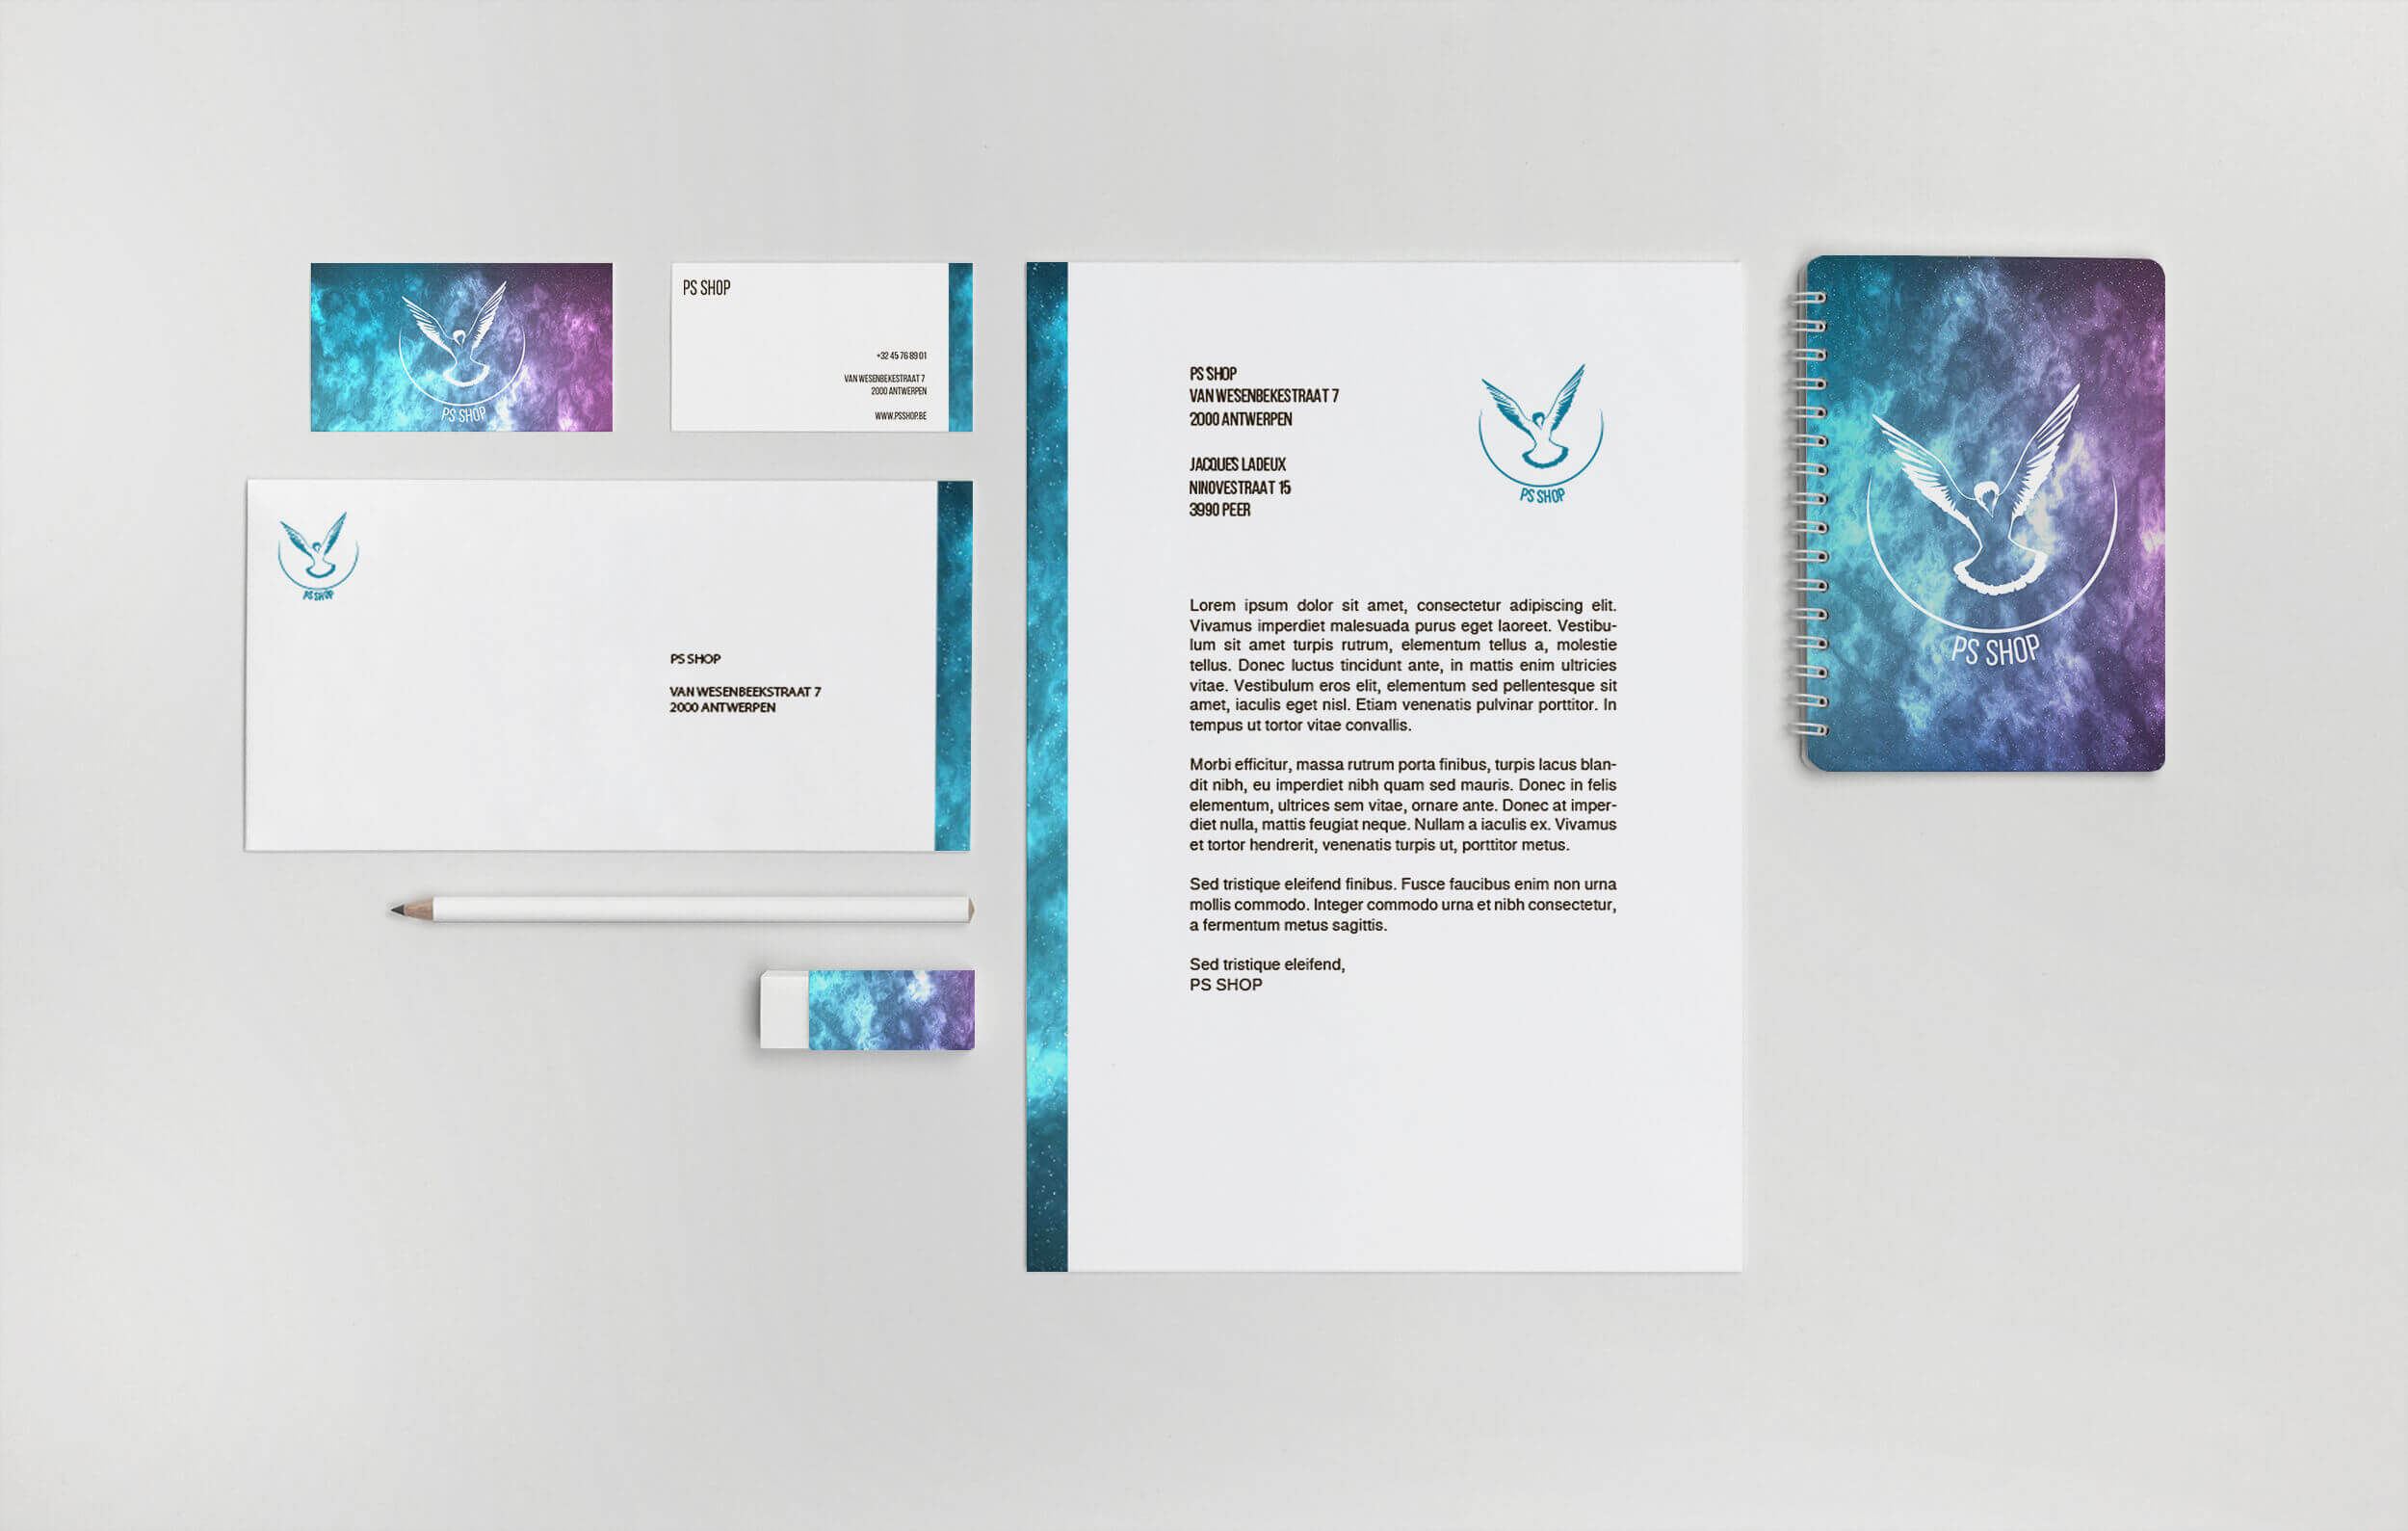 PS SHOP
PS SHOP
+32 45 76 89 01
VAN WESENBEKESTRAAT 7
2000 ANTWERPEN
WWW.PSSHOP.BE
PS SHOP
PS SHOP
VAN WESENBEEKSTRAAT 7
2000 ANTWERPEN
PS SHOP
VAN WESENBEKESTRAAT 7
2000 ANTWERPEN
JACQUES LADEUX
NINOVESTRAAT 15
3990 PEER
PS SHOP
Lorem ipsum dolor sit amet, consectetur adipiscing elit.
Vivamus imperdiet malesuada purus eget laoreet. Vestibu-
lum sit amet turpis rutrum, elementum tellus a, molestie
tellus. Donec luctus tincidunt ante, in mattis enim ultricies
vitae. Vestibulum eros elit, elementum sed pellentesque sit
amet, iaculis eget nisl. Etiam venenatis pulvinar porttitor. In
tempus ut tortor vitae convallis.
Morbi efficitur, massa rutrum porta finibus, turpis lacus blan-
dit nibh, eu imperdiet nibh quam sed mauris. Donec in felis
elementum, ultrices sem vitae, ornare ante. Donec at imper-
diet nulla, mattis feugiat neque. Nullam a iaculis ex. Vivamus
et tortor hendrerit, venenatis turpis ut, porttitor metus.
Sed tristique eleifend finibus. Fusce faucibus enim non urna
mollis commodo. Integer commodo urna et nibh consectetur,
a fermentum metus sagittis.
Sed tristique eleifend,
PS SHOP
PS SHOP